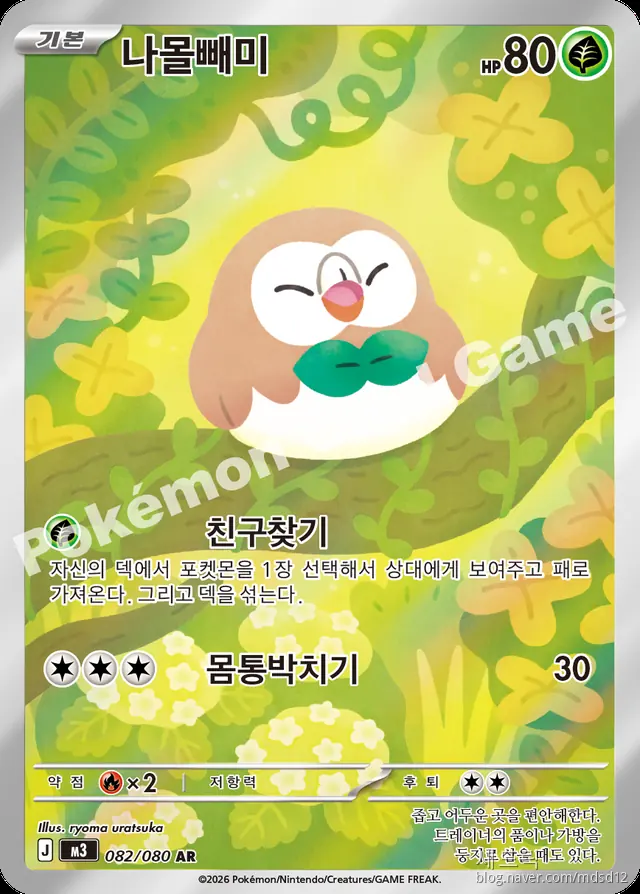 기본 나몰빼미 HP80
친구찾기
자신의 덱에서 포켓몬을 1장 선택해서 상대에게 보여주고 패로
가져온다. 그리고 덱을 섞는다.
몸통박치기 30
약점 ×2 저항력 후퇴
좁고 어두운 곳을 편안해한다.
트레이너의 품이나 가방을
둥지로 삼을 때도 있다.
Illus. ryoma uratsuka
J M3 082/080 AR
©2026 Pokémon/Nintendo/Creatures/GAME FREAK.
Pokémon Game
blog.naver.com/mdsd12